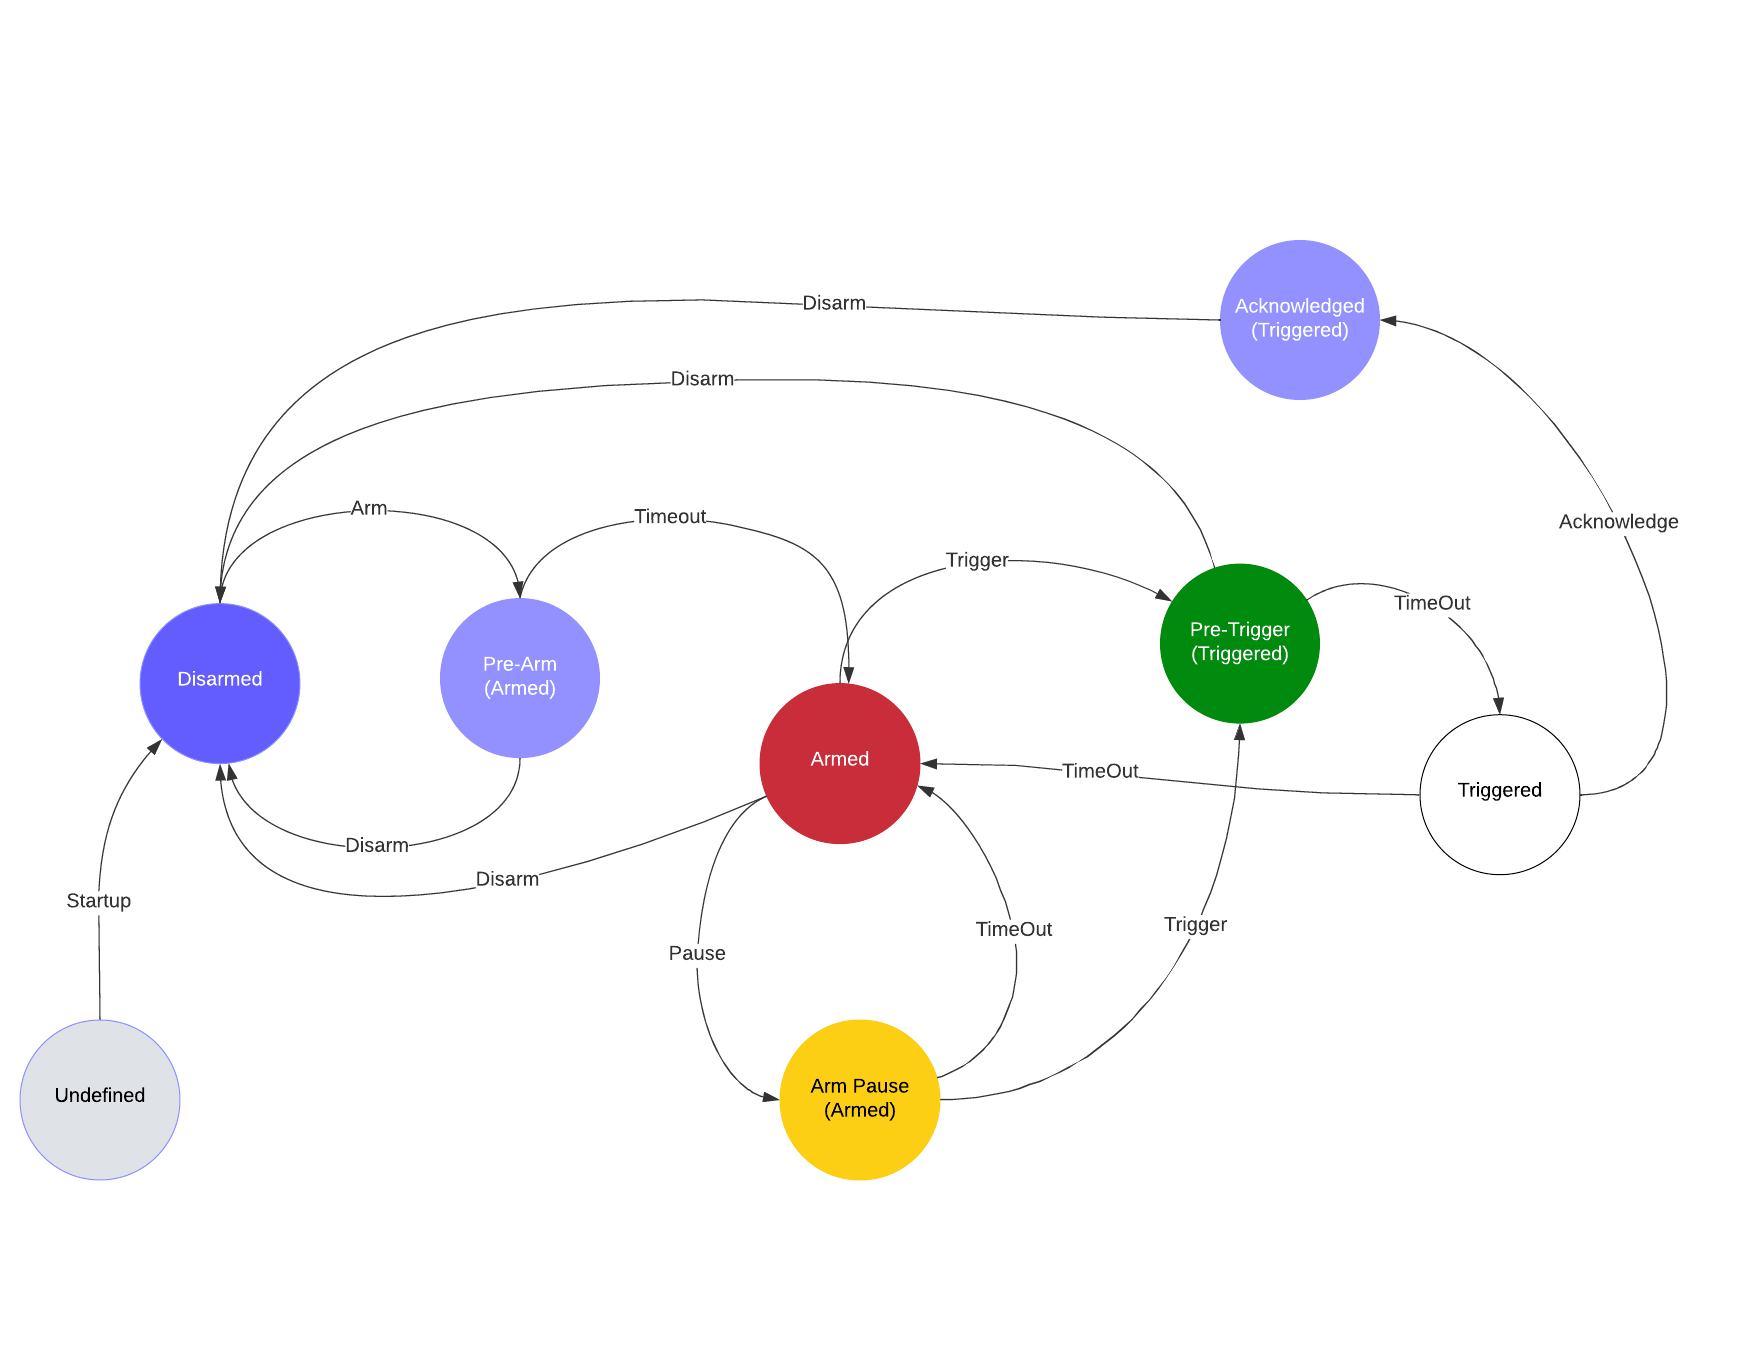 Acknowledged
(Triggered)
Disarm
Disarm
Arm
Timeout
Acknowledge
Trigger
TimeOut
Pre-Trigger
(Triggered)
Disarmed
Pre-Arm
(Armed)
Armed
TimeOut
Triggered
Disarm
Disarm
Startup
Pause
TimeOut
Trigger
Undefined
Arm Pause
(Armed)